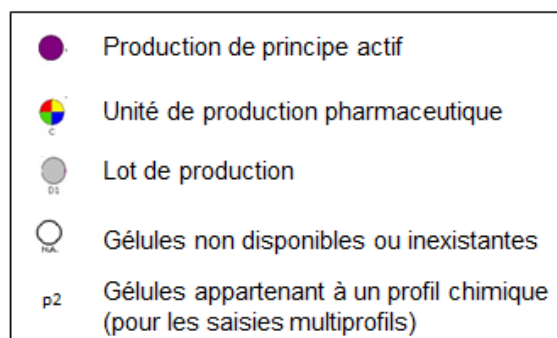 Production de principe actif
C
Unité de production pharmaceutique
D1
Lot de production
N.A.
Gélules non disponibles ou inexistantes
p2
Gélules appartenant à un profil chimique
(pour les saisies multiprofils)